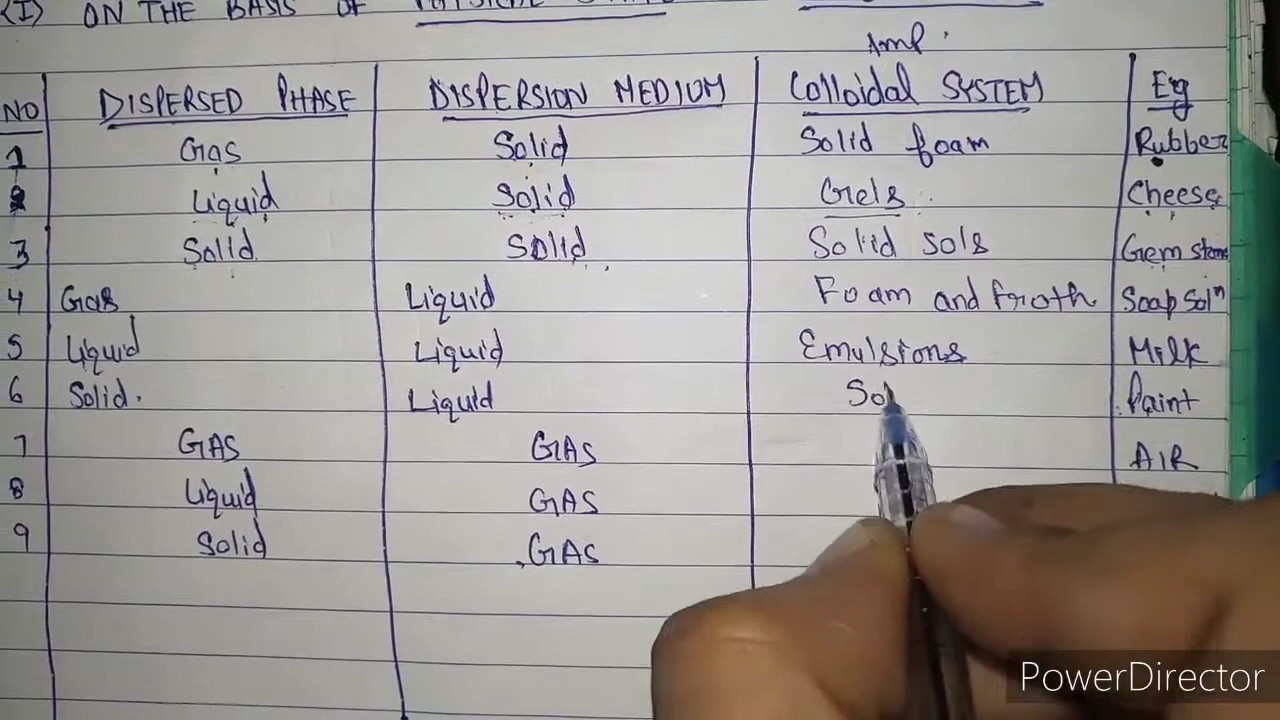 (I) ON THE BASIS OF
Amp.
NO DISPERSED PHASE DISPERSION MEDIUM Colloidal SYSTEM Eg
1 Gas Solid Solid foam Rubber
2 Liquid Solid Gels Cheese
3 Solid Solid Solid sols Gem stone
4 Gas Liquid Foam and froth Soap solⁿ
5 Liquid Liquid Emulsions Milk
6 Solid. Liquid Sol Paint
7 GAS GAS AIR
8 Liquid GAS
9 Solid GAS
PowerDirector